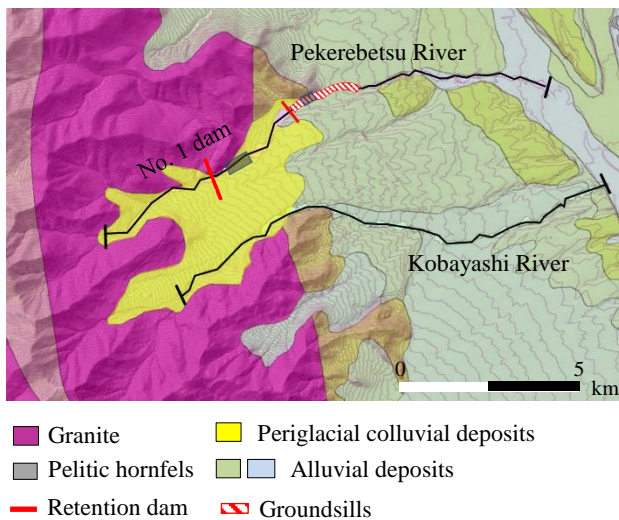 Pekerebetsu River
No. 1 dam
Kobayashi River
0 5
km
Granite Periglacial colluvial deposits
Pelitic hornfels Alluvial deposits
Retention dam Groundsills